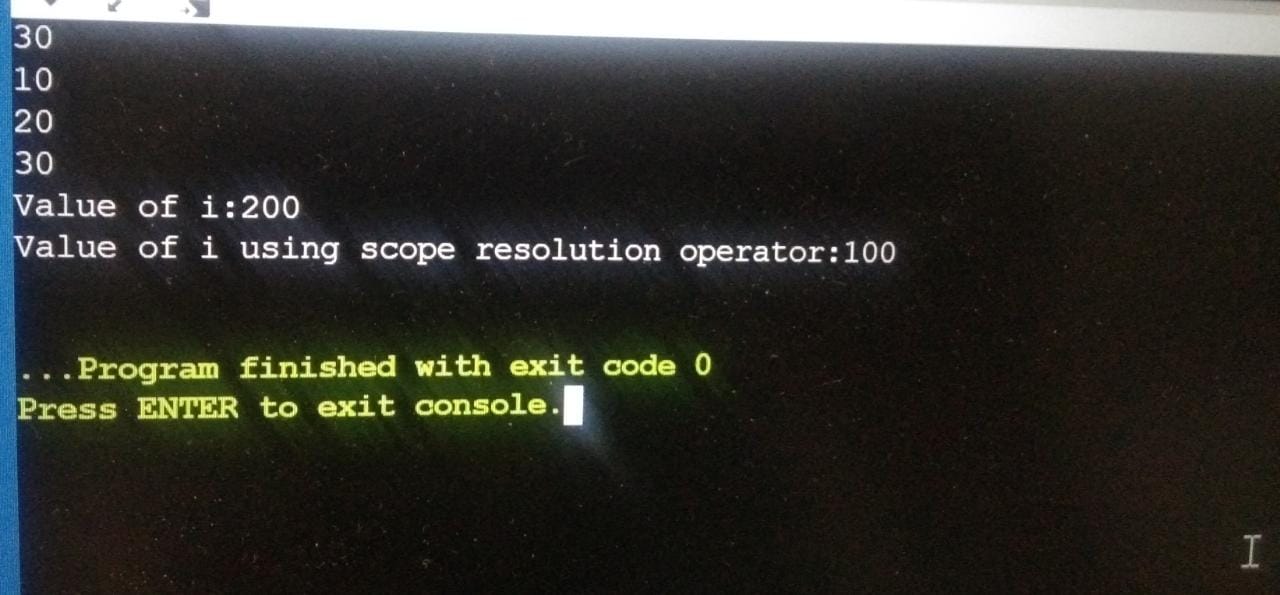 30
10
20
30
Value of i:200
Value of i using scope resolution operator:100
...Program finished with exit code 0
Press ENTER to exit console.